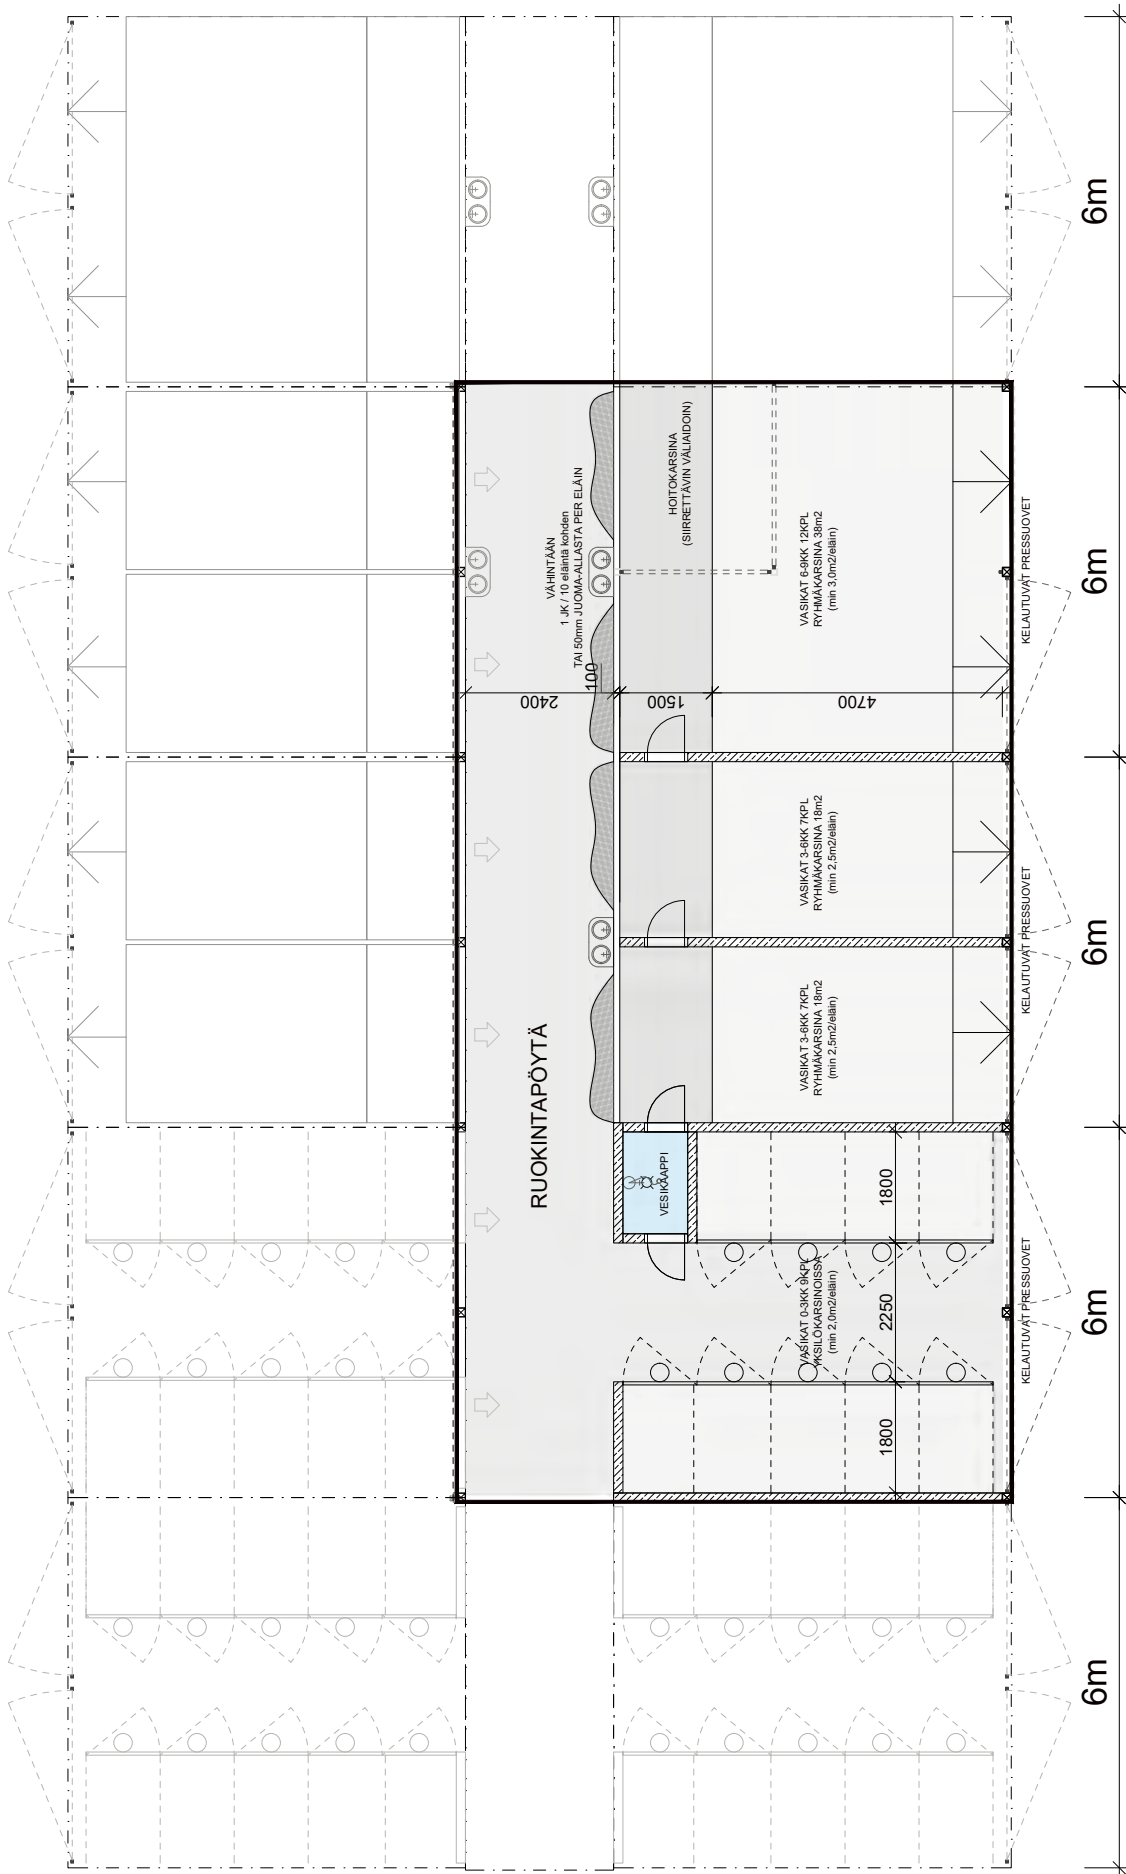 6m
6m
6m
6m
6m
VÄHINTÄÄN
1 JK / 10 eläintä kohden
TAI 50mm JUOMA-ALLASTA PER ELÄIN
HOITOKARSINA
(SIIRRETTÄVIN VÄLIAIDOIN)
VASIKAT 6-9KK 12KPL
RYHMÄKARSINA 38m2
(min 3,0m2/eläin)
KELAUTUVAT PRESSUOVET
2400
100
1500
4700
VASIKAT 3-6KK 7KPL
RYHMÄKARSINA 18m2
(min 2,5m2/eläin)
KELAUTUVAT PRESSUOVET
VASIKAT 3-6KK 7KPL
RYHMÄKARSINA 18m2
(min 2,5m2/eläin)
RUOKINTAPÖYTÄ
VESIKAAPPI
1800
VASIKAT 0-3KK 9KPL
YKSILÖKARSINOISSA
(min 2,0m2/eläin)
2250
KELAUTUVAT PRESSUOVET
1800